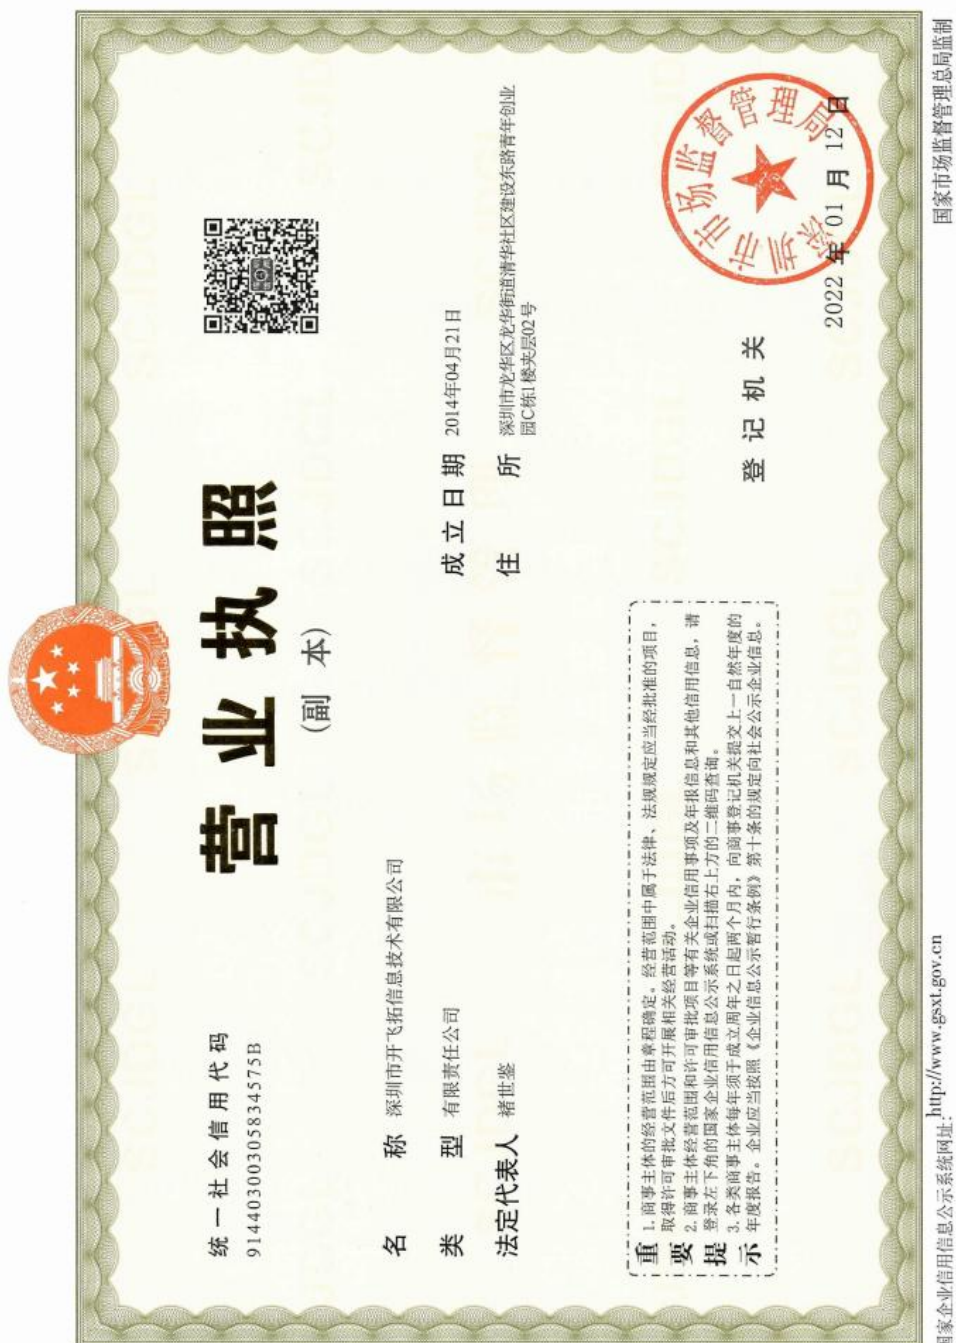 营业执照
(副 本)
统一社会信用代码
91440300305834575B
名 称 深圳市开飞拓信息技术有限公司
类 型 有限责任公司
法定代表人 褚世鉴
成立日期 2014年04月21日
住 所 深圳市龙华区龙华街道清华社区建设东路青年创业
园C栋1楼夹层02号
重要提示
1. 商事主体的经营范围由章程确定。经营范围中属于法律、法规规定应当经批准的项目，
取得许可审批文件后方可开展相关经营活动。
2. 商事主体经营范围和许可审批项目等有关企业信用事项及年报信息和其他信用信息，请
登录左下角的国家企业信用信息公示系统或扫描右上方的二维码查询。
3. 各类商事主体每年须于成立周年之日起两个月内，向商事登记机关提交上一自然年度的
年度报告。企业应当按照《企业信息公示暂行条例》第十条的规定向社会公示企业信息。
登记机关
深圳市市场监督管理局
2022 年 01 月 12 日
国家企业信用信息公示系统网址：http://www.gsxt.gov.cn
国家市场监督管理总局监制